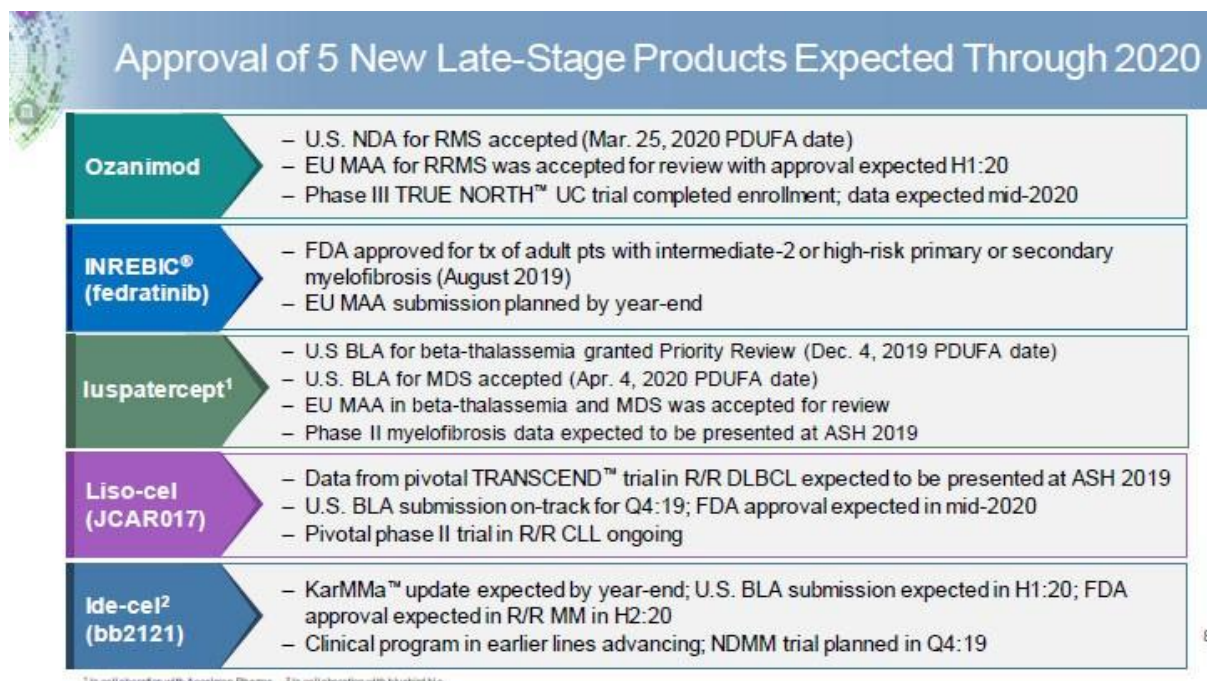 Approval of 5 New Late-Stage Products Expected Through 2020
Ozanimod
– U.S. NDA for RMS accepted (Mar. 25, 2020 PDUFA date)
– EU MAA for RRMS was accepted for review with approval expected H1:20
– Phase III TRUE NORTH™ UC trial completed enrollment; data expected mid-2020
INREBIC®
(fedratinib)
– FDA approved for tx of adult pts with intermediate-2 or high-risk primary or secondary
myelofibrosis (August 2019)
– EU MAA submission planned by year-end
luspatercept¹
– U.S BLA for beta-thalassemia granted Priority Review (Dec. 4, 2019 PDUFA date)
– U.S. BLA for MDS accepted (Apr. 4, 2020 PDUFA date)
– EU MAA in beta-thalassemia and MDS was accepted for review
– Phase II myelofibrosis data expected to be presented at ASH 2019
Liso-cel
(JCAR017)
– Data from pivotal TRANSCEND™ trial in R/R DLBCL expected to be presented at ASH 2019
– U.S. BLA submission on-track for Q4:19; FDA approval expected in mid-2020
– Pivotal phase II trial in R/R CLL ongoing
Ide-cel²
(bb2121)
– KarMMa™ update expected by year-end; U.S. BLA submission expected in H1:20; FDA
approval expected in R/R MM in H2:20
– Clinical program in earlier lines advancing; NDMM trial planned in Q4:19
8